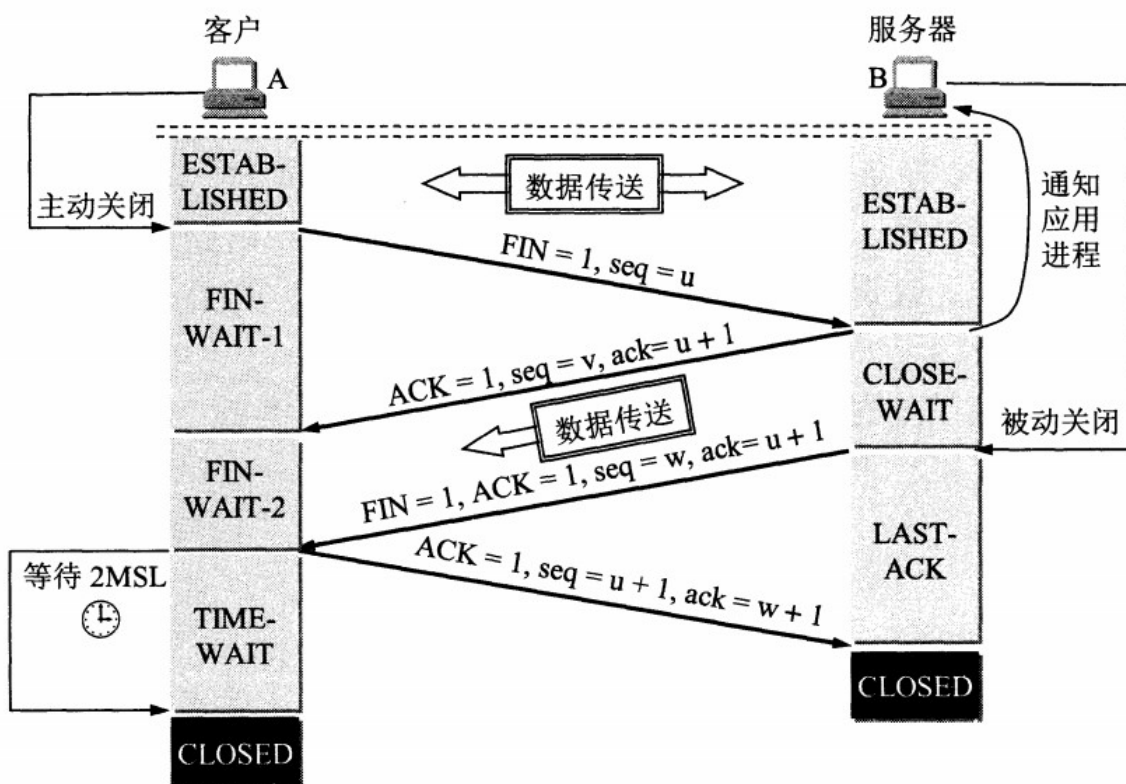 客户
服务器
A
B
ESTAB-
LISHED
数据传送
ESTAB-
LISHED
通知
应用
进程
主动关闭
FIN = 1, seq = u
FIN-
WAIT-1
ACK = 1, seq = v, ack= u + 1
CLOSE-
WAIT
数据传送
被动关闭
FIN = 1, ACK = 1, seq = w, ack= u + 1
FIN-
WAIT-2
LAST-
ACK
ACK = 1, seq = u + 1, ack = w + 1
等待 2MSL
TIME-
WAIT
CLOSED
CLOSED